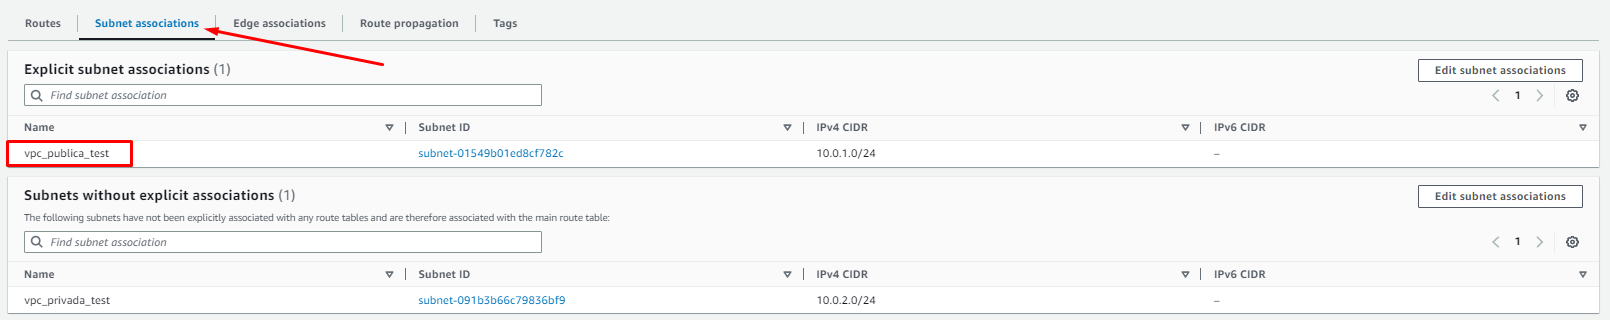 Routes Subnet associations Edge associations Route propagation Tags
Explicit subnet associations (1)
Edit subnet associations
Find subnet association
1
Name Subnet ID IPv4 CIDR IPv6 CIDR
vpc_publica_test subnet-01549b01ed8cf782c 10.0.1.0/24 –
Subnets without explicit associations (1)
Edit subnet associations
The following subnets have not been explicitly associated with any route tables and are therefore associated with the main route table:
Find subnet association
1
Name Subnet ID IPv4 CIDR IPv6 CIDR
vpc_privada_test subnet-091b3b66c79836bf9 10.0.2.0/24 –